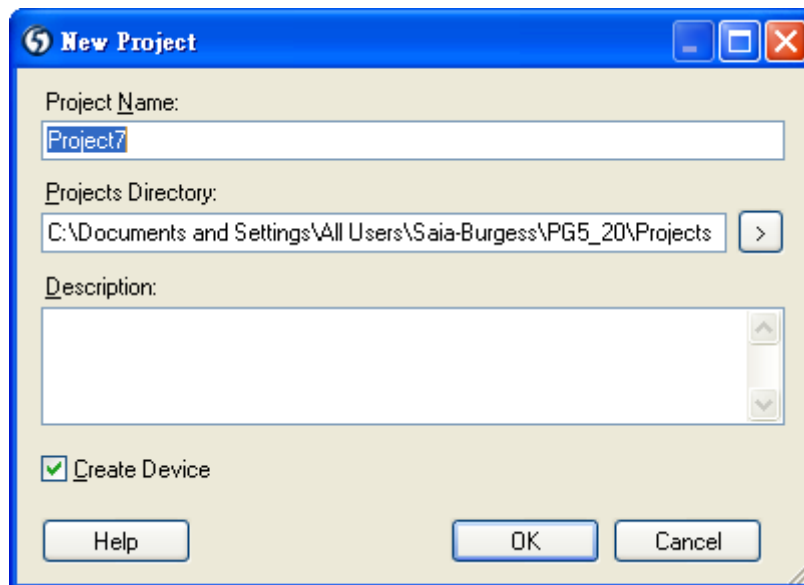 New Project
Project Name:
Project7
Projects Directory:
C:\Documents and Settings\All Users\Saia-Burgess\PG5_20\Projects
>
Description:
Create Device
Help OK Cancel